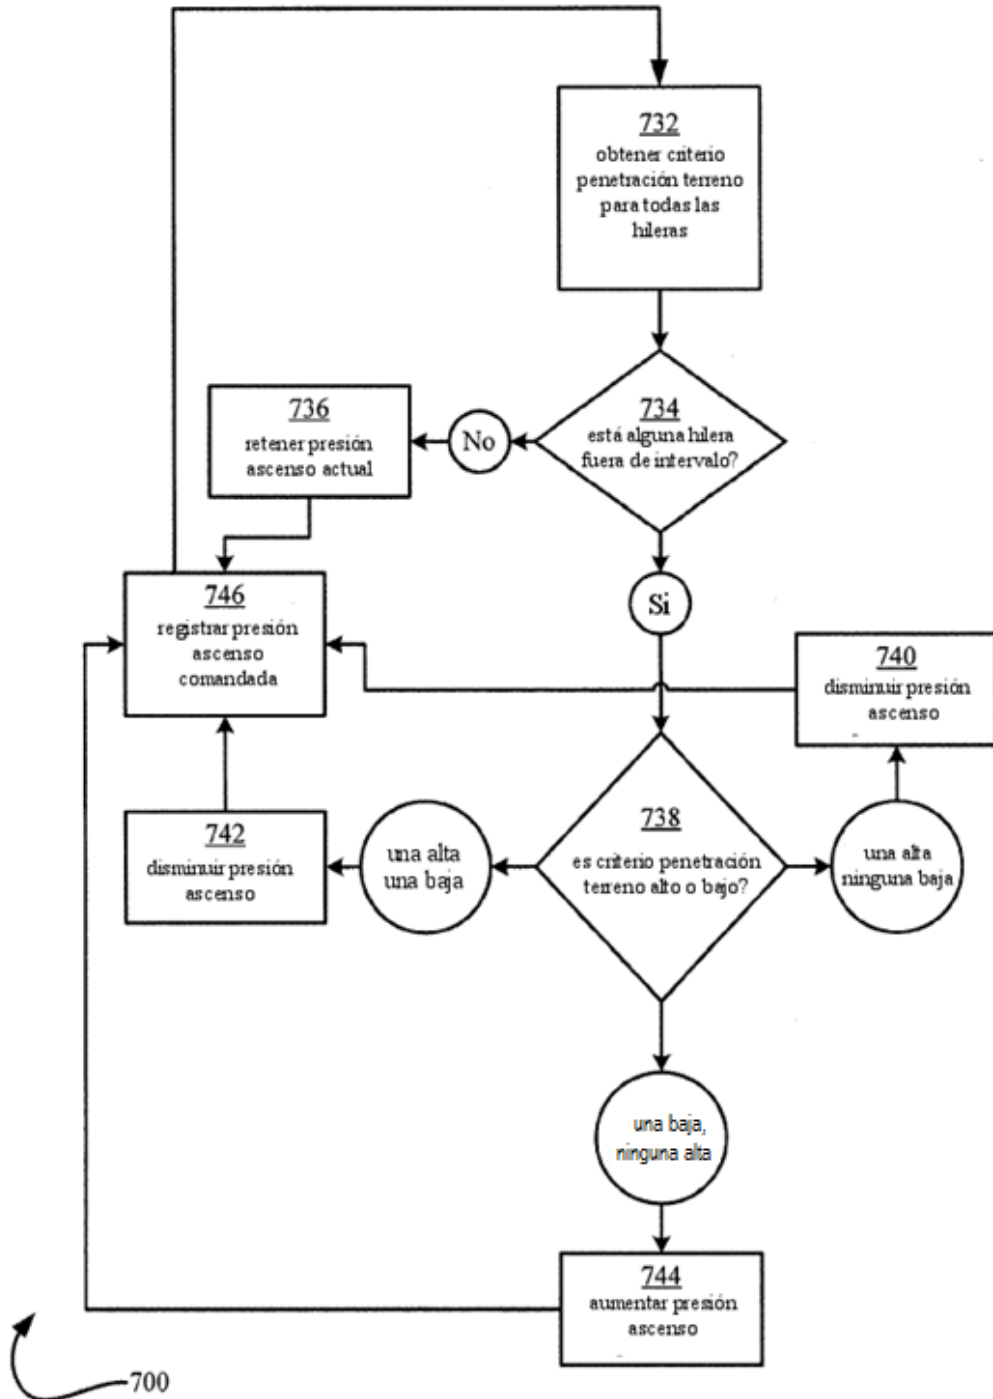 732
obtener criterio
penetración terreno
para todas las
hileras
734
está alguna hilera
fuera de intervalo?
No
736
retener presión
ascenso actual
Si
746
registrar presión
ascenso
comandada
740
disminuir presión
ascenso
738
es criterio penetración
terreno alto o bajo?
una alta
ninguna baja
una alta
una baja
742
disminuir presión
ascenso
una baja,
ninguna alta
744
aumentar presión
ascenso
700